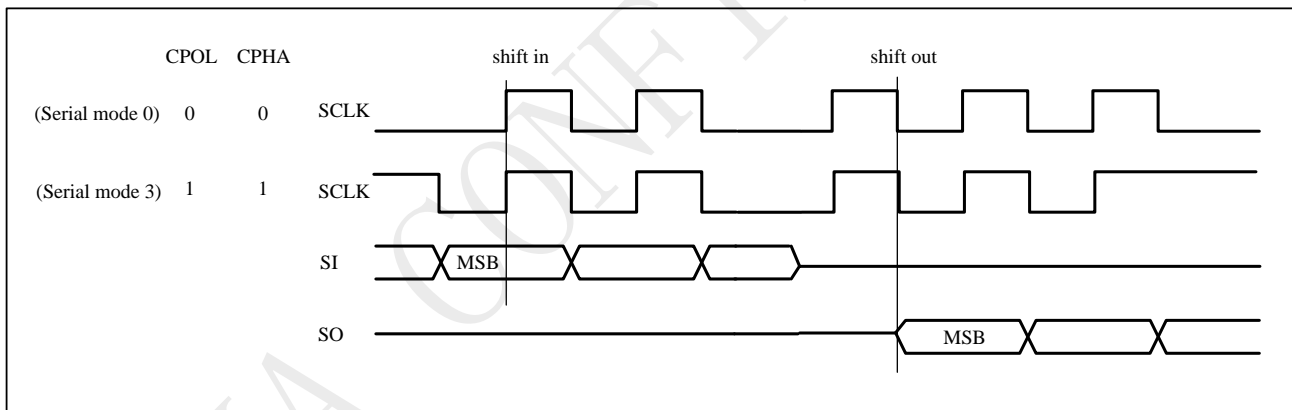 CPOL CPHA shift in shift out
(Serial mode 0) 0 0 SCLK
(Serial mode 3) 1 1 SCLK
SI MSB
SO MSB